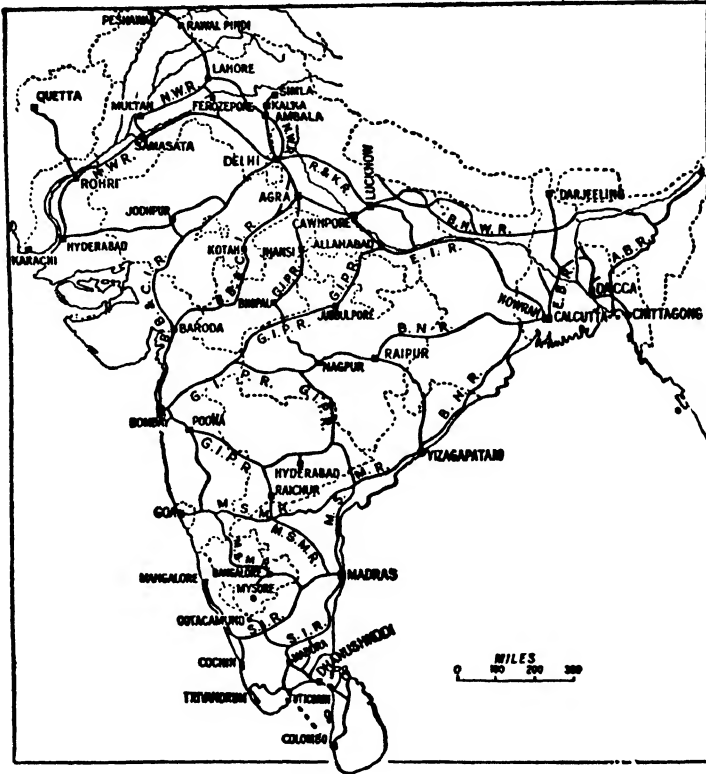 PESHAWAR
RAWAL PINDI
LAHORE
QUETTA
N.W.R.
SIMLA
MULTAN
FEROZEPORE
KALKA
AMBALA
SAMASATA
N.W.R.
N.W.R.
DELHI
ROHRI
R.&K.R.
LUCKNOW
DARJEELING
AGRA
JODHPUR
CAWNPORE
B.N.W.R.
KOTAH
JHANSI
ALLAHABAD
A.B.R.
KARACHI
HYDERABAD
E.I.R.
B.B.&C.I.R.
B.B.&C.I.R.
G.I.P.R.
G.I.P.R.
E.B.R.
DACCA
BHOPAL
JUBBULPORE
HOWRAH
CALCUTTA
CHITTAGONG
BARODA
G.I.P.R.
B.N.R.
NAGPUR
RAIPUR
G.I.P.R.
G.I.P.R.
B.N.R.
BOMBAY
POONA
G.I.P.R.
HYDERABAD
VIZAGAPATAM
RAICHUR
M.S.M.R.
GOA
M.S.M.R.
M.S.M.R.
BANGALORE
MADRAS
MANGALORE
MYSORE
OOTACAMUND
S.I.R.
S.I.R.
MADURA
DHANUSHKODI
COCHIN
MILES
0 100 200 300
TRIVANDRUM
TUTICORIN
COLOMBO